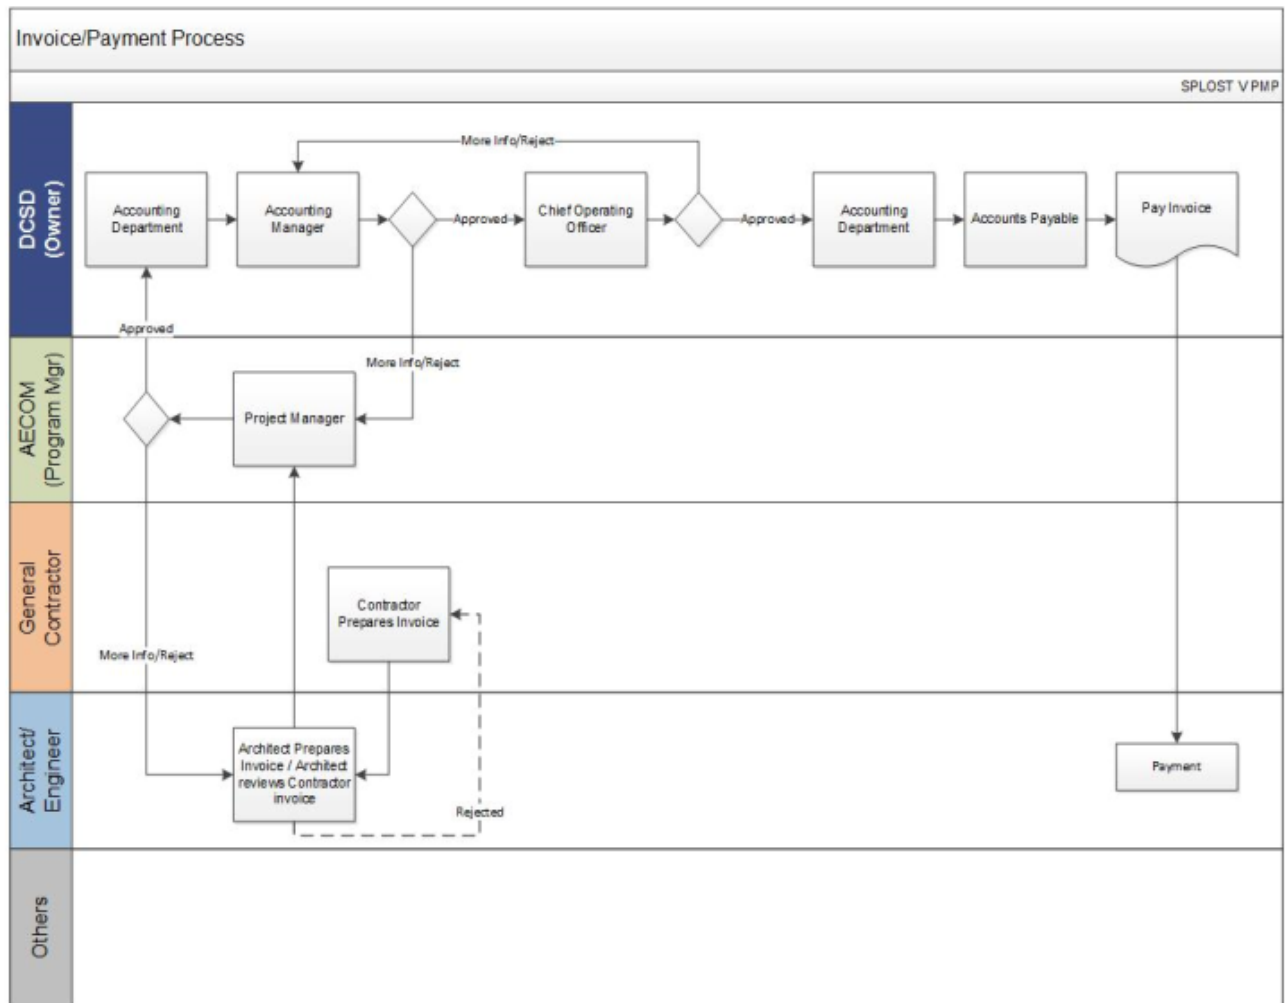 Invoice/Payment Process
SPLOST V PMP
DCSD
(Owner)
More Info/Reject
Accounting
Department
Accounting
Manager
Approved
Chief Operating
Officer
Approved
Accounting
Department
Accounts Payable
Pay Invoice
Approved
AECOM
(Program Mgr)
More Info/Reject
Project Manager
General
Contractor
Contractor
Prepares Invoice
More Info/Reject
Architect/
Engineer
Architect Prepares
Invoice / Architect
reviews Contractor
invoice
Rejected
Payment
Others